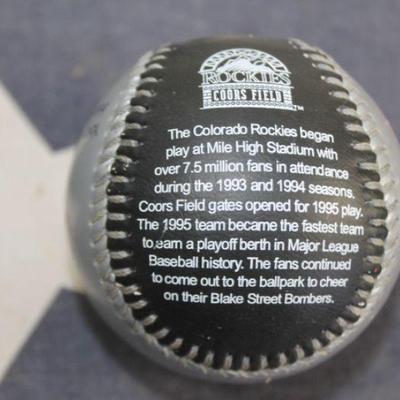 ROCKIES
COORS FIELD
TM
The Colorado Rockies began
play at Mile High Stadium with
over 7.5 million fans in attendance
during the 1993 and 1994 seasons.
Coors Field gates opened for 1995 play.
The 1995 team became the fastest team
to earn a playoff berth in Major League
Baseball history. The fans continued
to come out to the ballpark to cheer
on their Blake Street Bombers.